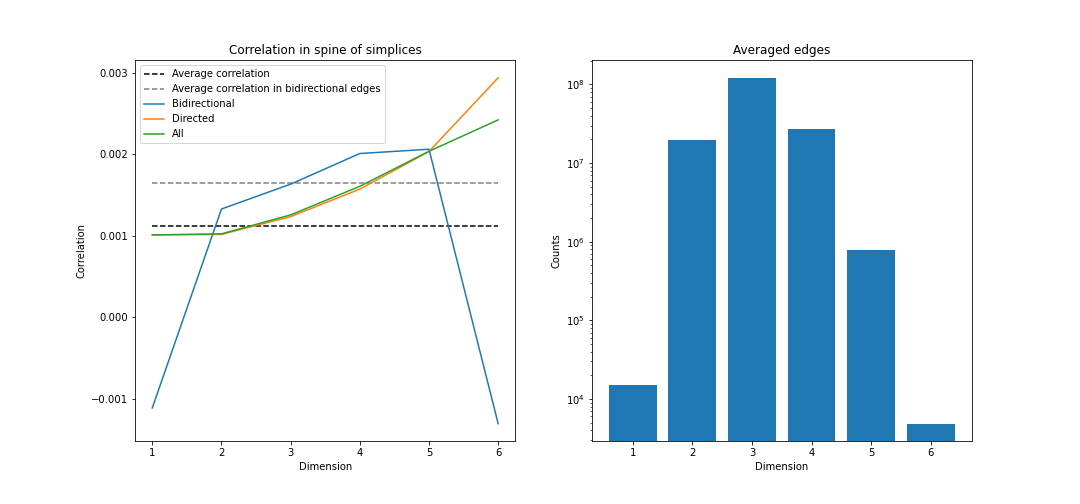 Correlation in spine of simplices
Average correlation
Average correlation in bidirectional edges
Bidirectional
Directed
All
0.003
0.002
0.001
0.000
−0.001
Correlation
1 2 3 4 5 6
Dimension
Averaged edges
10⁸
10⁷
10⁶
10⁵
10⁴
Counts
1 2 3 4 5 6
Dimension